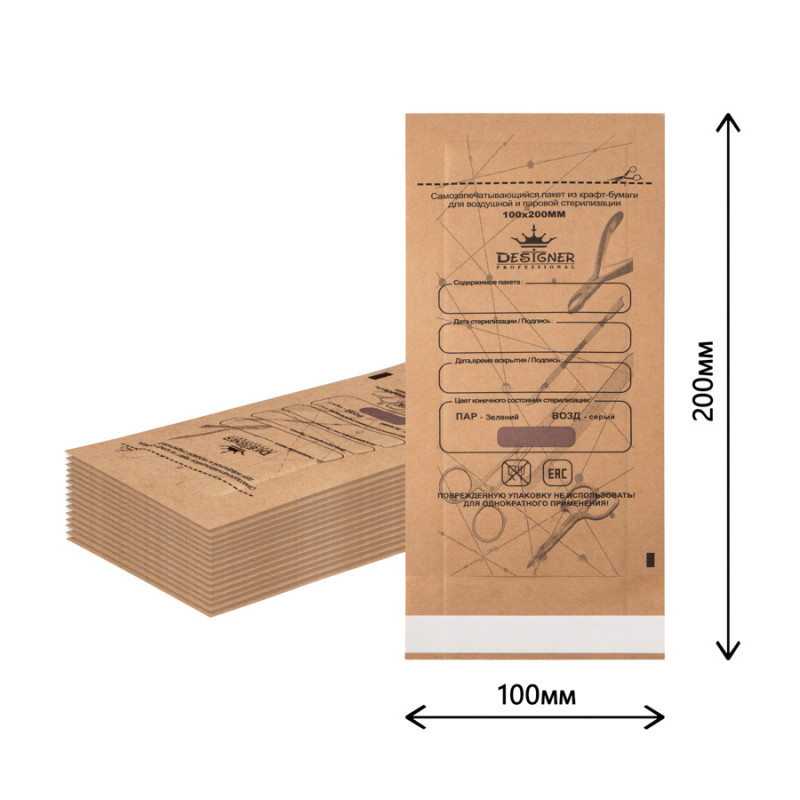 Самозапечатывающийся пакет из крафт-бумаги
для воздушной и паровой стерилизации
100х200ММ
DESIGNER
PROFESSIONAL
Содержимое пакета:
Дата стерилизации / Подпись:
Дата,время вскрытия / Подпись:
Цвет конечного состояния стерилизации:
ПАР - Зелений ВОЗД - серый
EAC
ПОВРЕЖДЕННУЮ УПАКОВКУ НЕ ИСПОЛЬЗОВАТЬ!
ДЛЯ ОДНОКРАТНОГО ПРИМЕНЕНИЯ!
200мм
100мм
DESIGNER